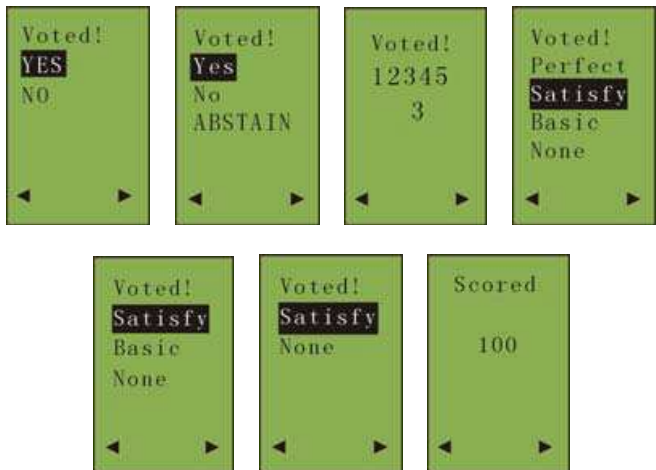 Voted!
YES
NO
Voted!
Yes
No
ABSTAIN
Voted!
12345
3
Voted!
Perfect
Satisfy
Basic
None
Voted!
Satisfy
Basic
None
Voted!
Satisfy
None
Scored
100